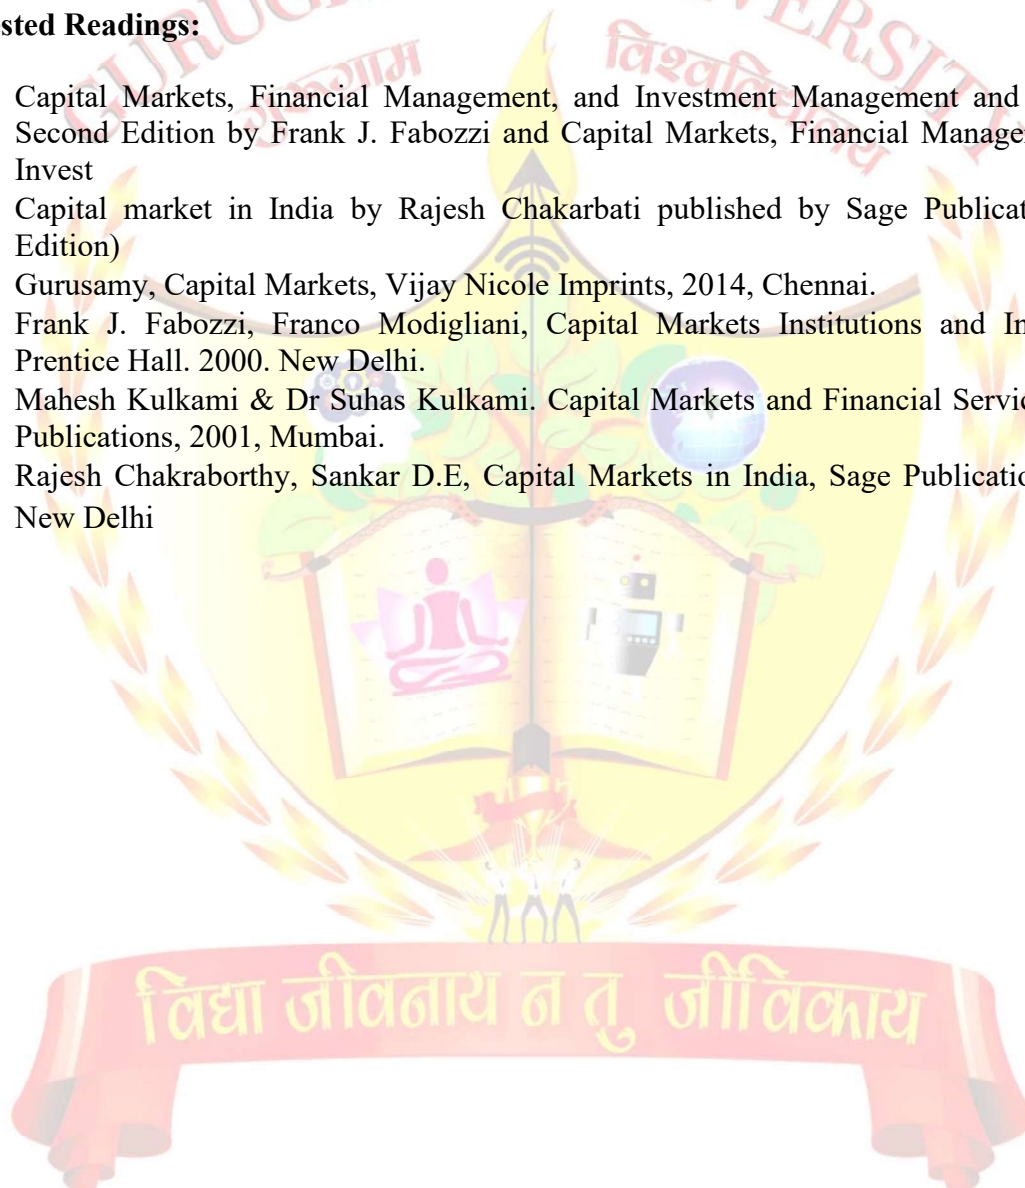 GURUGRAM UNIVERSITY
गुरुग्राम विश्वविद्यालय
sted Readings:
Capital Markets, Financial Management, and Investment Management and
Second Edition by Frank J. Fabozzi and Capital Markets, Financial Manage
Invest
Capital market in India by Rajesh Chakarbati published by Sage Publicat
Edition)
Gurusamy, Capital Markets, Vijay Nicole Imprints, 2014, Chennai.
Frank J. Fabozzi, Franco Modigliani, Capital Markets Institutions and In
Prentice Hall. 2000. New Delhi.
Mahesh Kulkami & Dr Suhas Kulkami. Capital Markets and Financial Servic
Publications, 2001, Mumbai.
Rajesh Chakraborthy, Sankar D.E, Capital Markets in India, Sage Publicatio
New Delhi
विद्या जीवनाय न तु जीविकाय